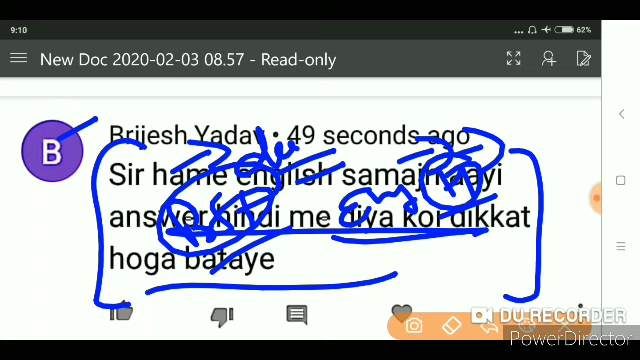 9:10
62%
New Doc 2020-02-03 08.57 - Read-only
B
Brijesh Yadav • 49 seconds ago
Sir hame english samajh aayi
answer hindi me diya koi dikkat
hoga bataye
DU RECORDER
PowerDirector